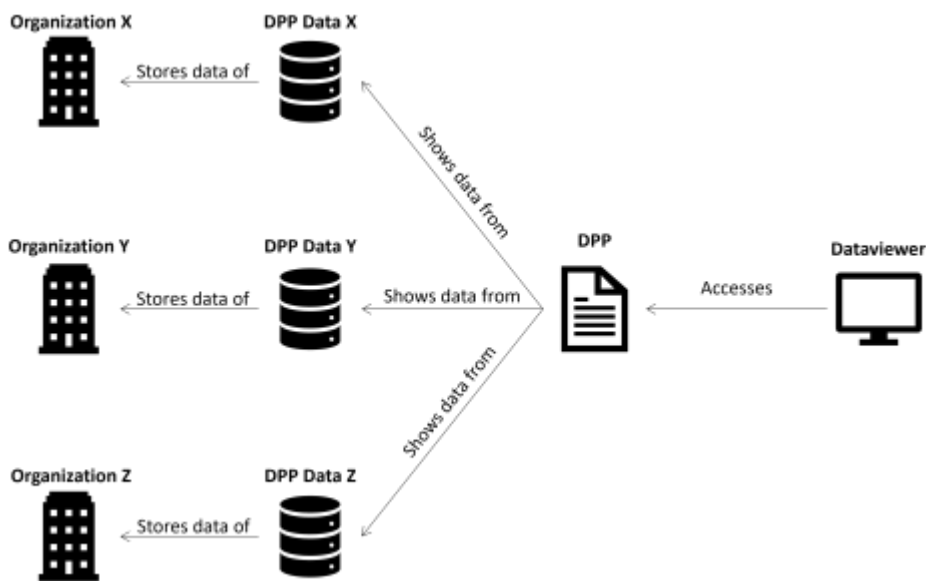 Organization X
DPP Data X
Stores data of
Shows data from
Organization Y
DPP Data Y
DPP
Dataviewer
Stores data of
Shows data from
Accesses
Shows data from
Organization Z
DPP Data Z
Stores data of